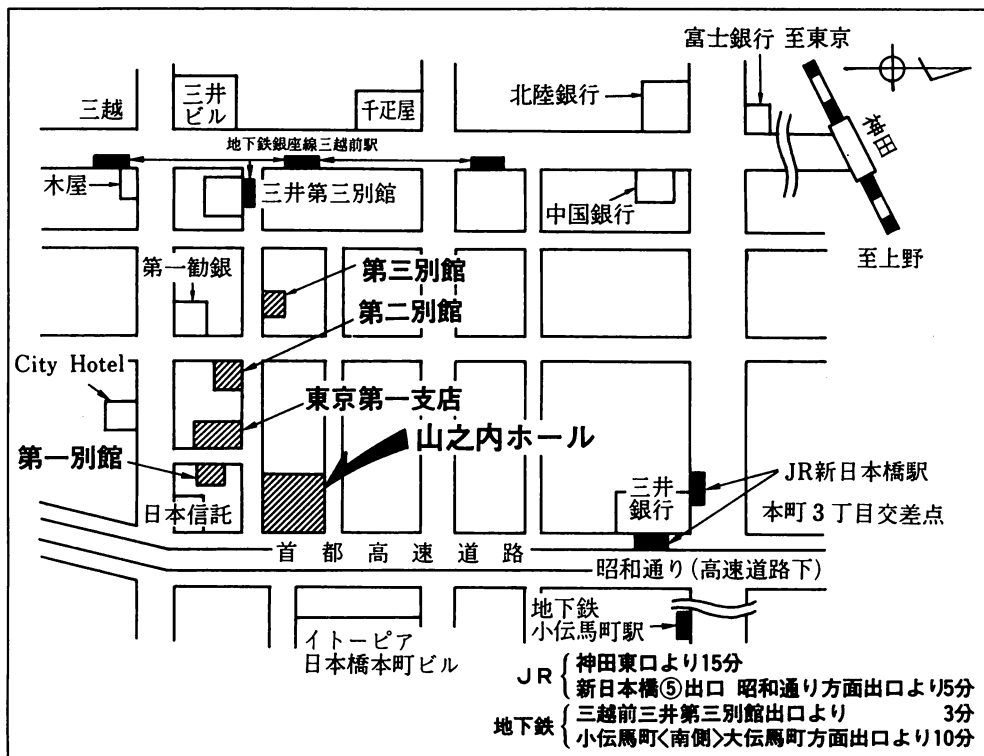 富士銀行 至東京
三越
三井
ビル
千疋屋
北陸銀行
神田
地下鉄銀座線三越前駅
木屋
三井第三別館
中国銀行
至上野
第一勧銀
第三別館
第二別館
City Hotel
東京第一支店
山之内ホール
第一別館
日本信託
三井
銀行
JR新日本橋駅
本町3丁目交差点
首都高速道路
昭和通り(高速道路下)
地下鉄
小伝馬町駅
イトーピア
日本橋本町ビル
JR
神田東口より15分
新日本橋⑤出口 昭和通り方面出口より5分
地下鉄
三越前三井第三別館出口より 3分
小伝馬町<南側>大伝馬町方面出口より10分